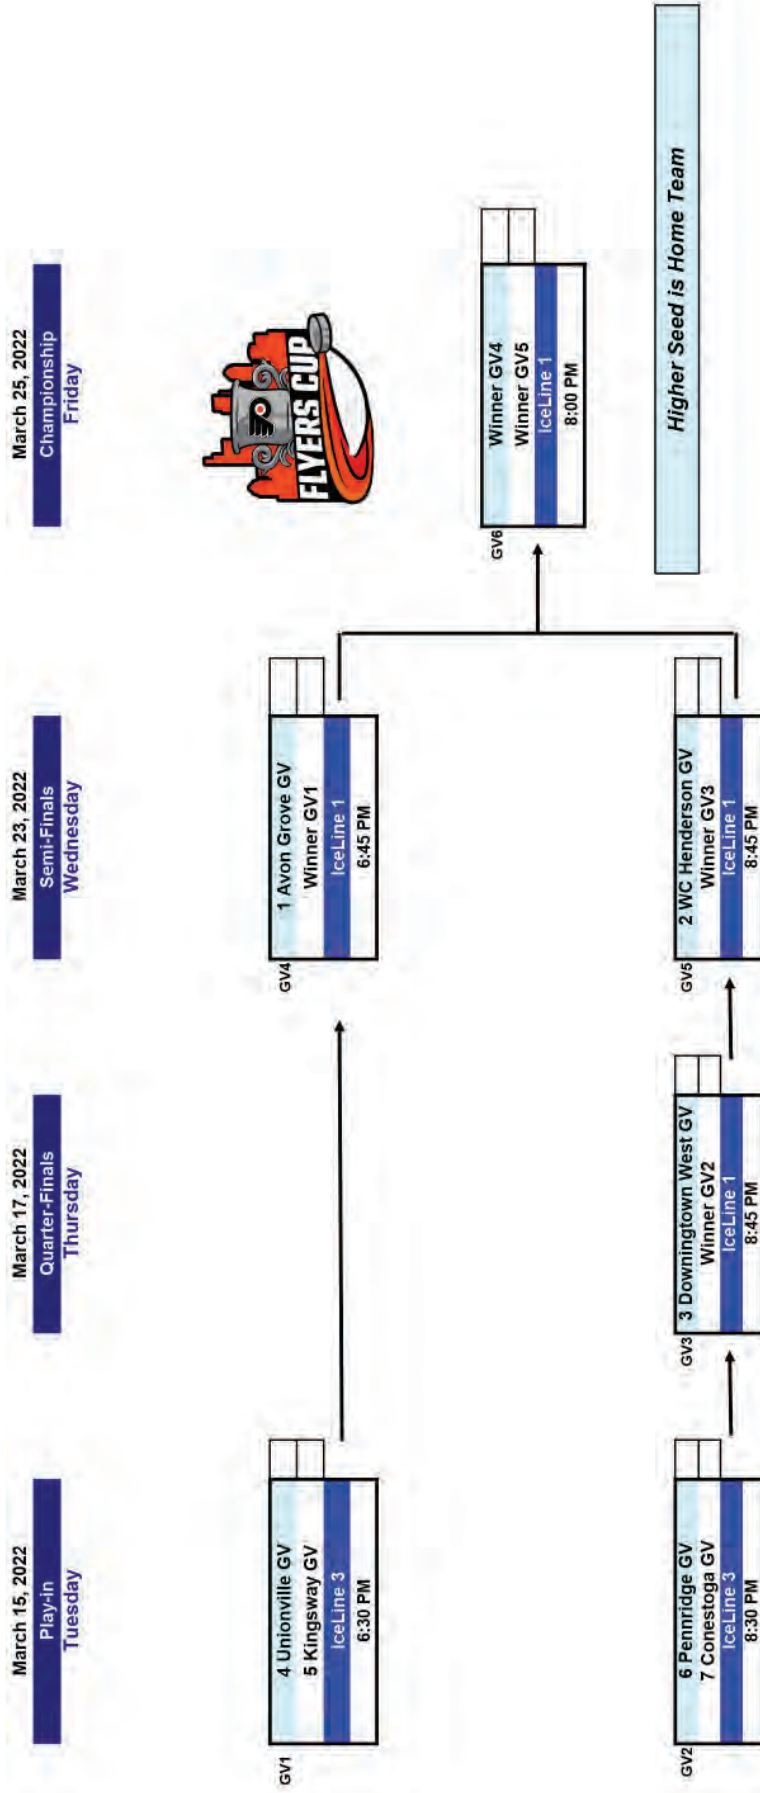 March 15, 2022
Play-in
Tuesday
March 17, 2022
Quarter-Finals
Thursday
March 23, 2022
Semi-Finals
Wednesday
March 25, 2022
Championship
Friday
GV1
4 Unionville GV
5 Kingsway GV
IceLine 3
6:30 PM
GV4
1 Avon Grove GV
Winner GV1
IceLine 1
6:45 PM
FLYERS CUP
GV6
Winner GV4
Winner GV5
IceLine 1
8:00 PM
GV2
6 Pennridge GV
7 Conestoga GV
IceLine 3
8:30 PM
GV3
3 Downingtown West GV
Winner GV2
IceLine 1
8:45 PM
GV5
2 WC Henderson GV
Winner GV3
IceLine 1
8:45 PM
Higher Seed is Home Team